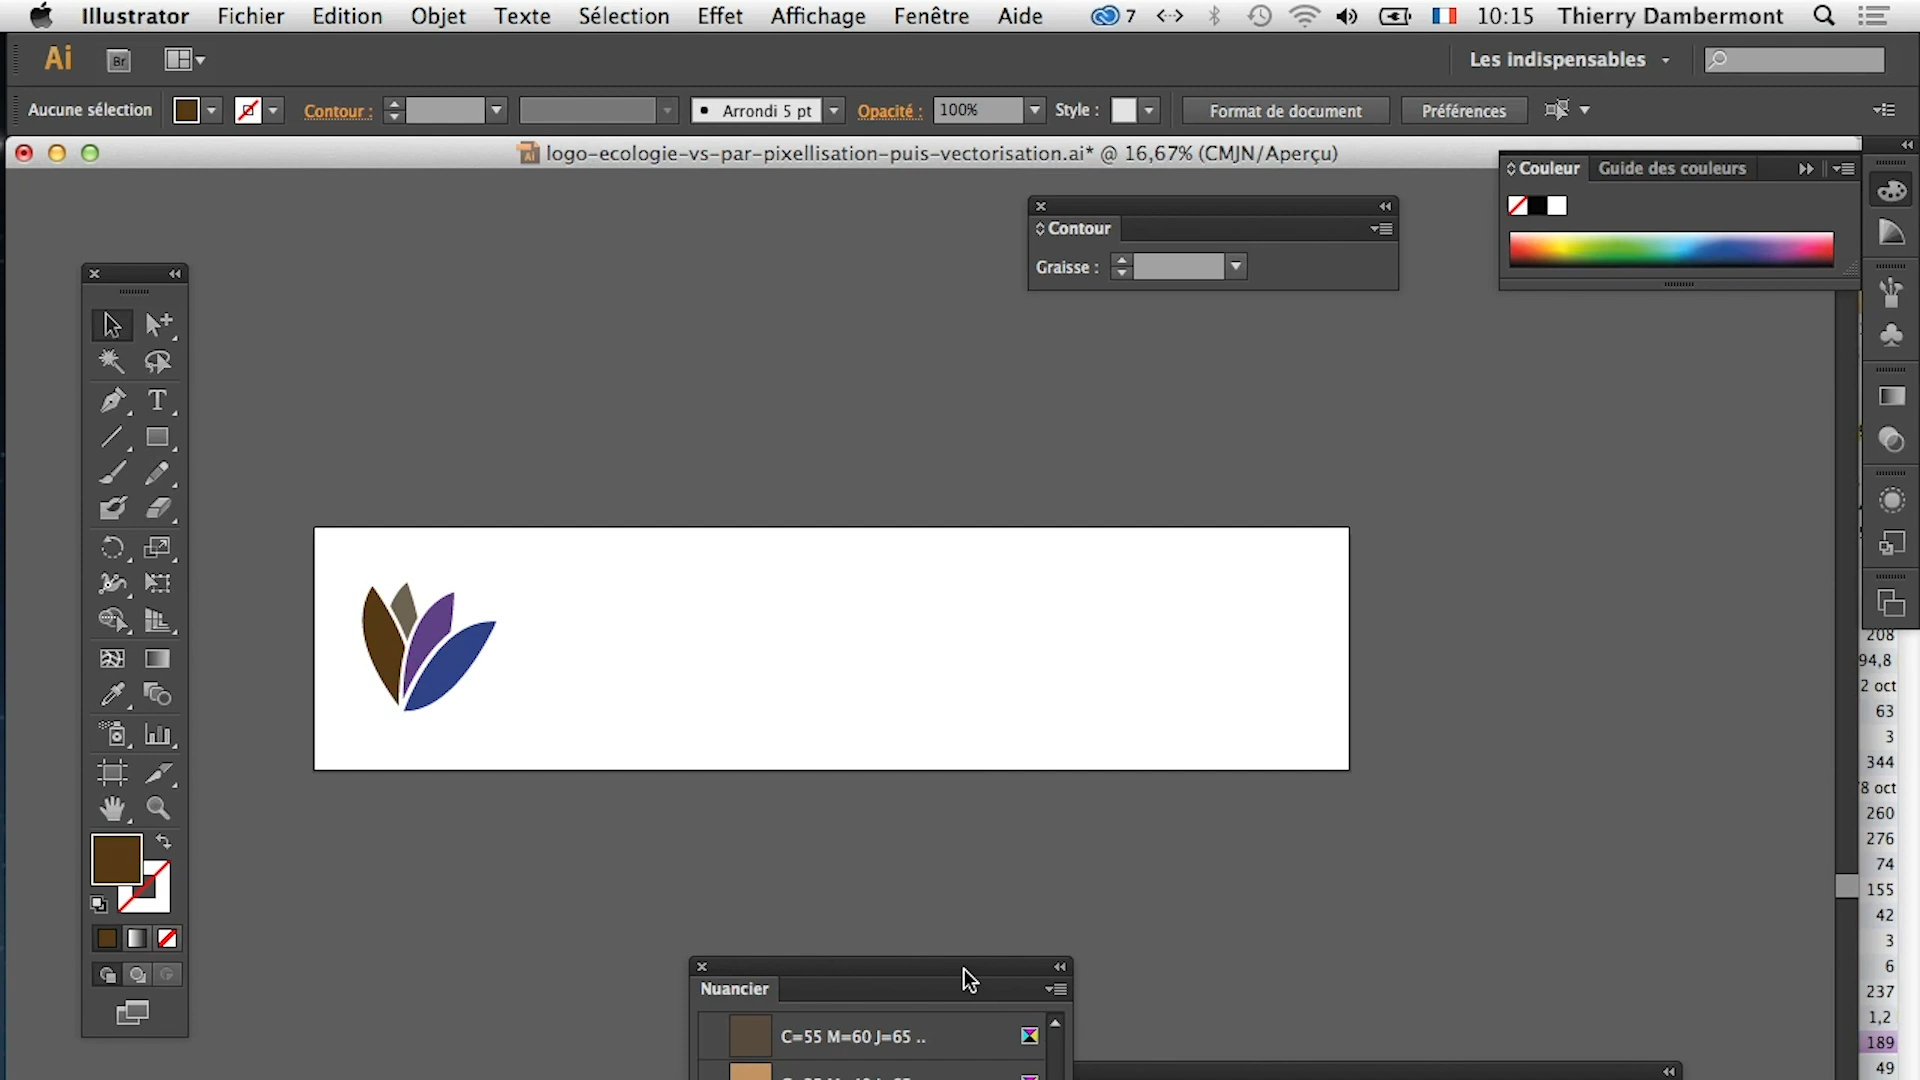 Illustrator Fichier Edition Objet Texte Sélection Effet Affichage Fenêtre Aide 7 10:15 Thierry Dambermont
Ai Br Les indispensables
Aucune sélection Contour : Arrondi 5 pt Opacité : 100% Style : Format de document Préférences
logo-ecologie-vs-par-pixellisation-puis-vectorisation.ai* @ 16,67% (CMJN/Aperçu)
Couleur Guide des couleurs
Contour
Graisse :
T
208
94,8
2 oct
63
3
344
8 oct
260
276
74
155
42
3
6
237
1,2
189
49
Nuancier
C=55 M=60 J=65 ..